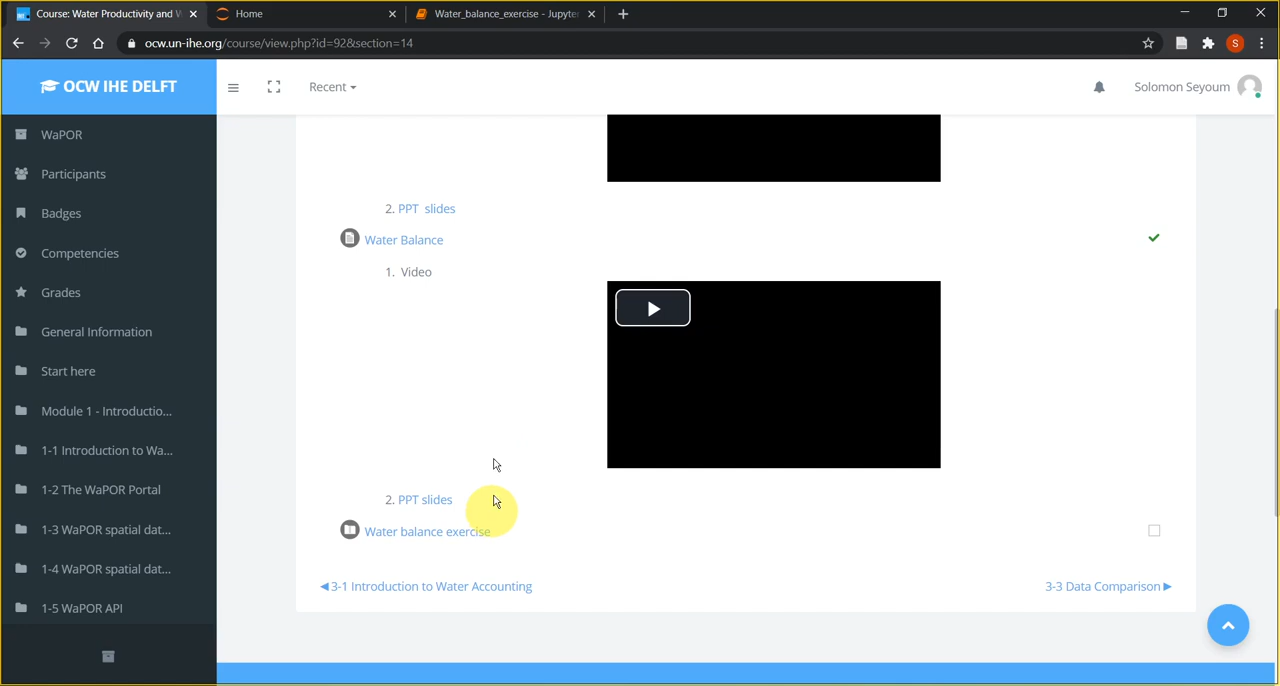 Course: Water Productivity and W
Home
Water_balance_exercise - Jupyte
ocw.un-ihe.org/course/view.php?id=92&section=14
S
OCW IHE DELFT
Recent
Solomon Seyoum
WaPOR
Participants
Badges
Competencies
Grades
General Information
Start here
Module 1 - Introductio...
1-1 Introduction to Wa...
1-2 The WaPOR Portal
1-3 WaPOR spatial dat...
1-4 WaPOR spatial dat...
1-5 WaPOR API
2. PPT slides
Water Balance
1. Video
2. PPT slides
Water balance exercise
◀3-1 Introduction to Water Accounting
3-3 Data Comparison▶